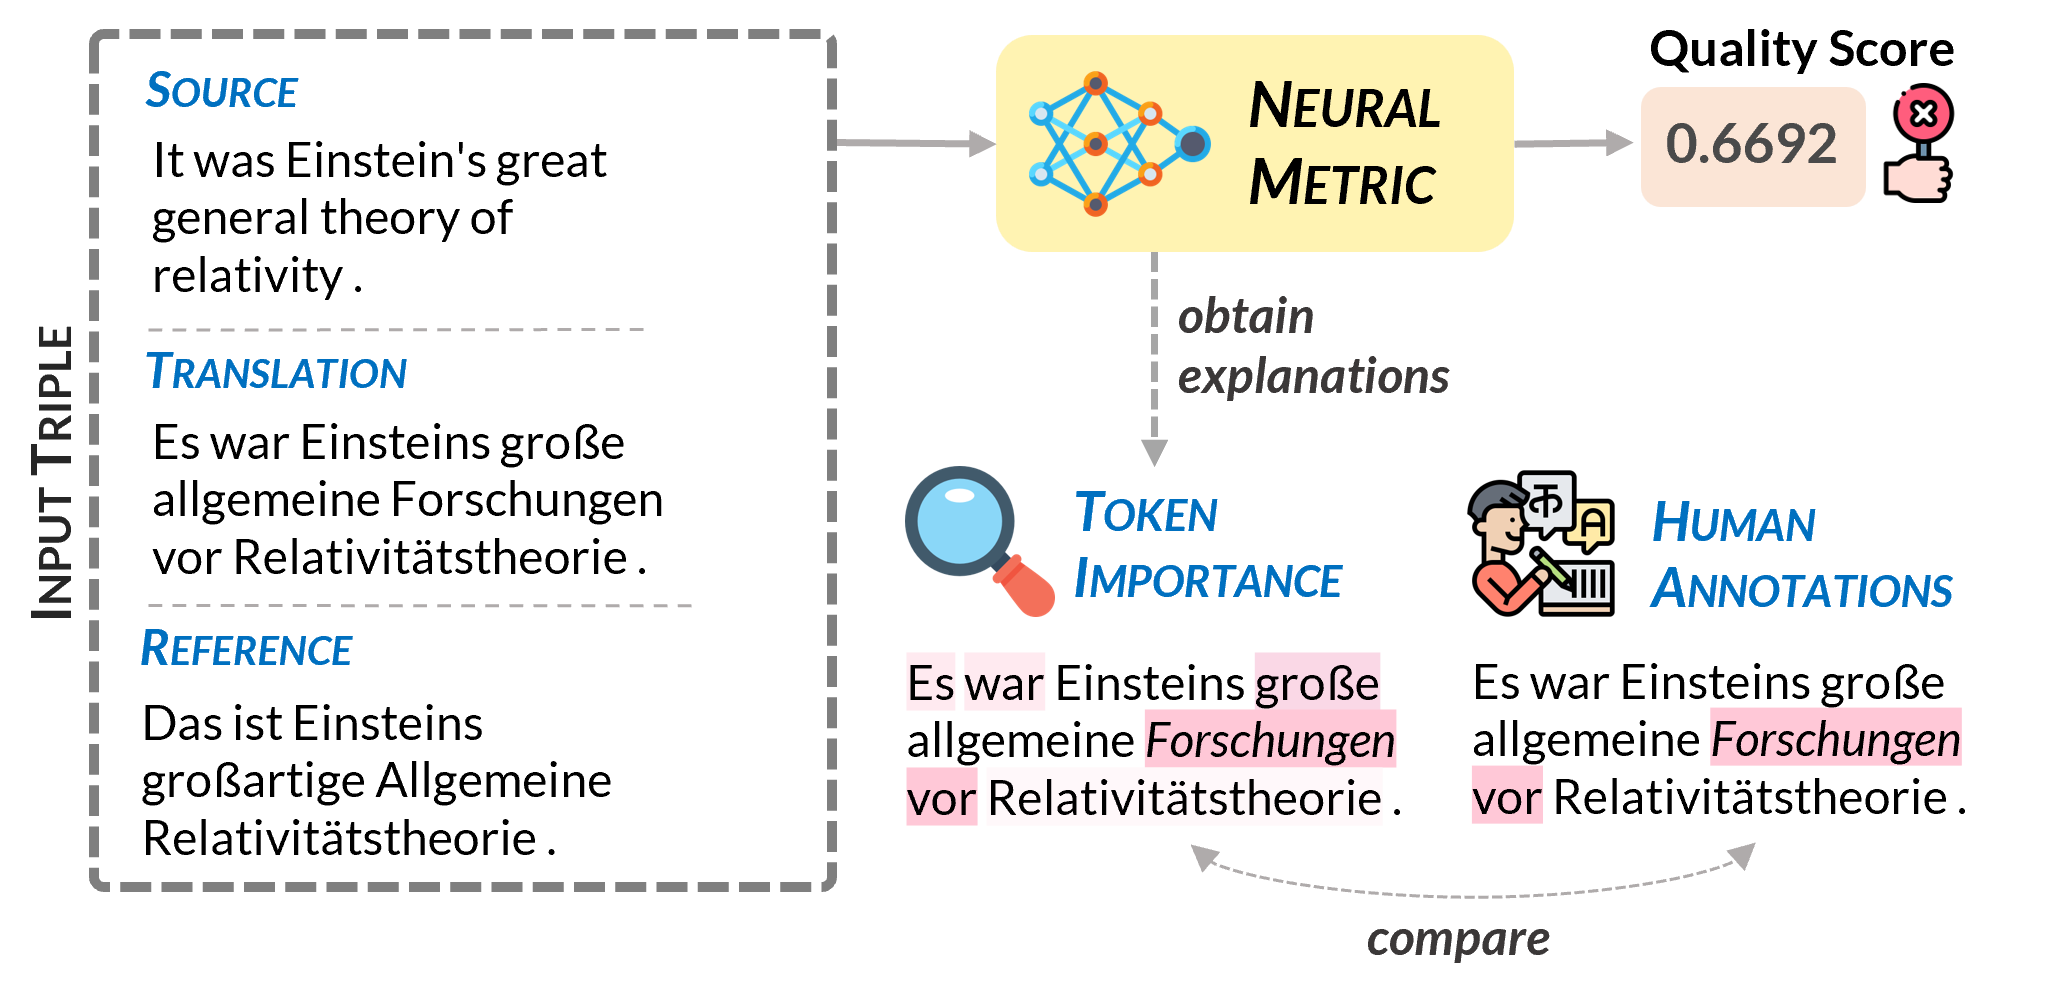 INPUT TRIPLE
SOURCE
It was Einstein's great
general theory of
relativity .
TRANSLATION
Es war Einsteins große
allgemeine Forschungen
vor Relativitätstheorie .
REFERENCE
Das ist Einsteins
großartige Allgemeine
Relativitätstheorie .
NEURAL
METRIC
Quality Score
0.6692
obtain
explanations
TOKEN
IMPORTANCE
Es war Einsteins große
allgemeine Forschungen
vor Relativitätstheorie .
A
HUMAN
ANNOTATIONS
Es war Einsteins große
allgemeine Forschungen
vor Relativitätstheorie .
compare